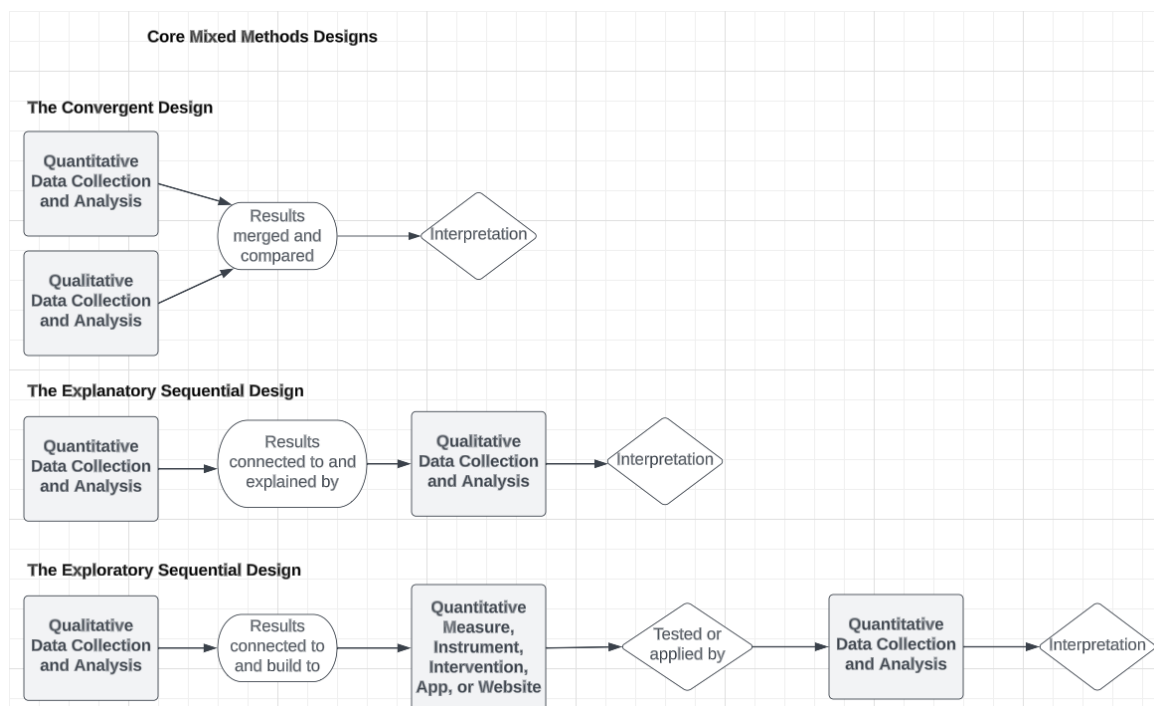 Core Mixed Methods Designs
The Convergent Design
Quantitative
Data Collection
and Analysis
Qualitative
Data Collection
and Analysis
Results
merged and
compared
Interpretation
The Explanatory Sequential Design
Quantitative
Data Collection
and Analysis
Results
connected to and
explained by
Qualitative
Data Collection
and Analysis
Interpretation
The Exploratory Sequential Design
Qualitative
Data Collection
and Analysis
Results
connected to
and build to
Quantitative
Measure,
Instrument,
Intervention,
App, or Website
Tested or
applied by
Quantitative
Data Collection
and Analysis
Interpretation